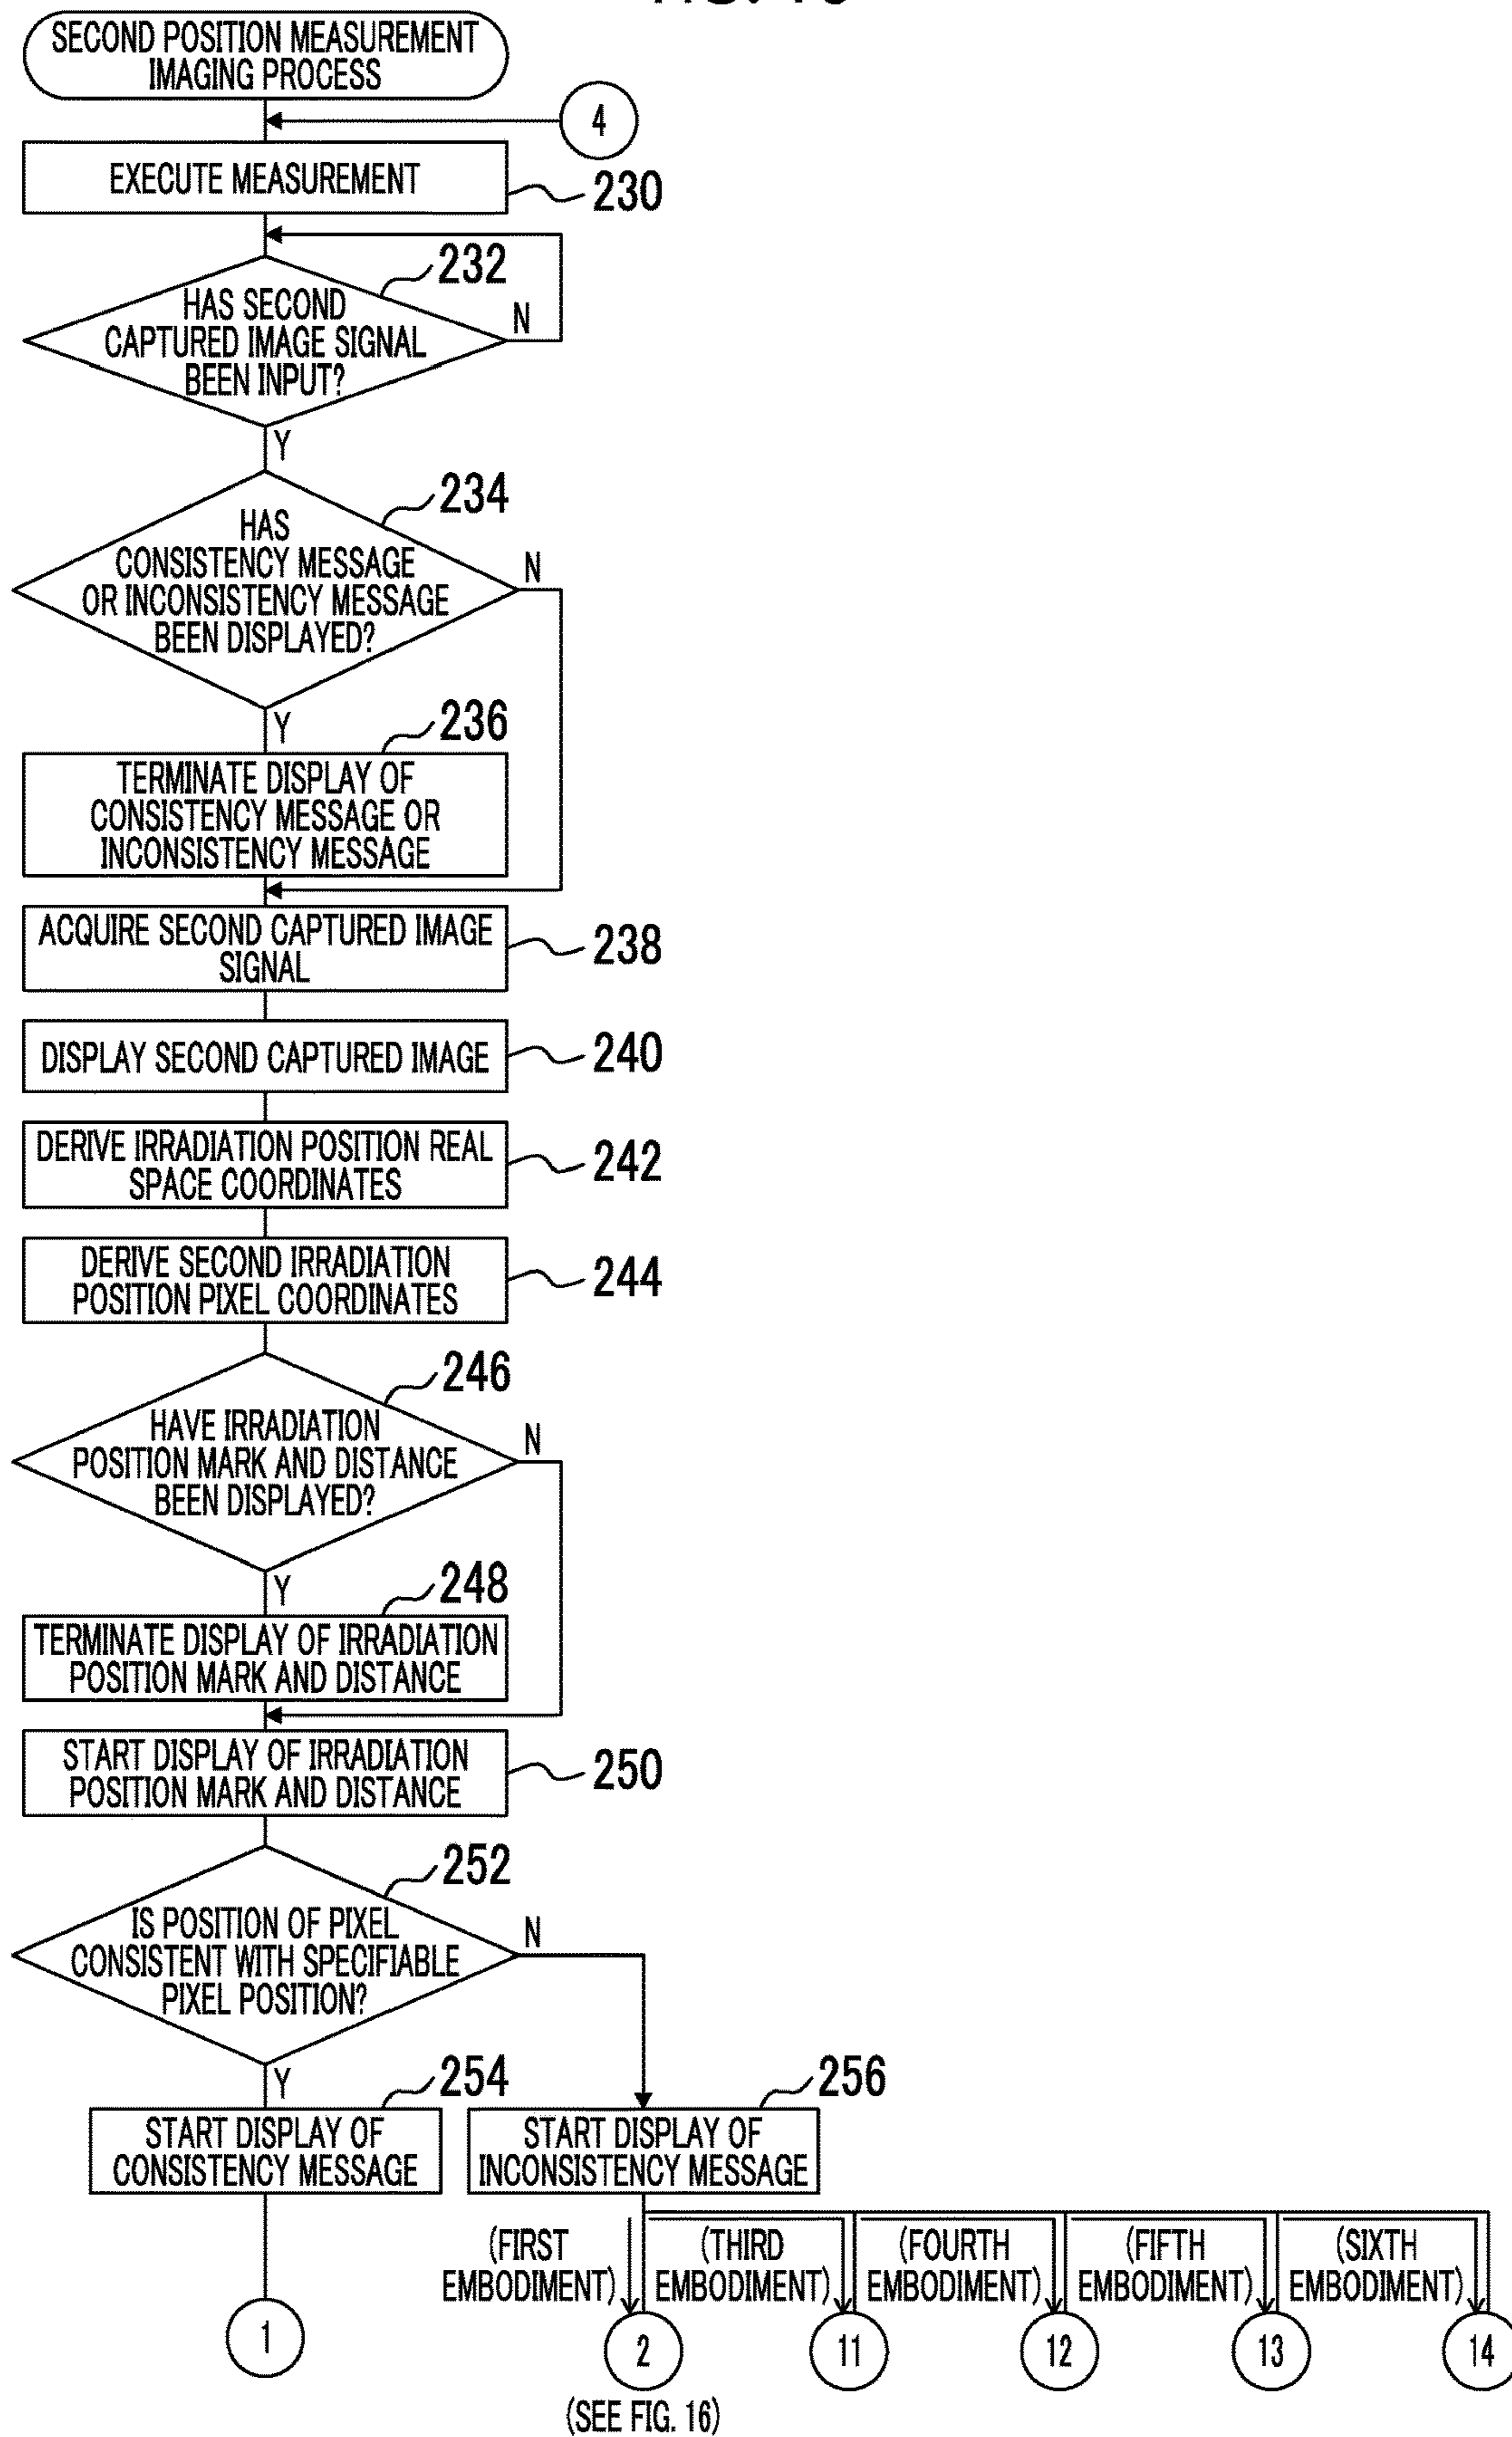 SECOND POSITION MEASUREMENT
IMAGING PROCESS
4
EXECUTE MEASUREMENT
230
232
HAS SECOND
CAPTURED IMAGE SIGNAL
BEEN INPUT?
N
Y
234
HAS
CONSISTENCY MESSAGE
OR INCONSISTENCY MESSAGE
BEEN DISPLAYED?
N
Y
236
TERMINATE DISPLAY OF
CONSISTENCY MESSAGE OR
INCONSISTENCY MESSAGE
ACQUIRE SECOND CAPTURED IMAGE
SIGNAL
238
DISPLAY SECOND CAPTURED IMAGE
240
DERIVE IRRADIATION POSITION REAL
SPACE COORDINATES
242
DERIVE SECOND IRRADIATION
POSITION PIXEL COORDINATES
244
246
HAVE IRRADIATION
POSITION MARK AND DISTANCE
BEEN DISPLAYED?
N
Y
248
TERMINATE DISPLAY OF IRRADIATION
POSITION MARK AND DISTANCE
START DISPLAY OF IRRADIATION
POSITION MARK AND DISTANCE
250
252
IS POSITION OF PIXEL
CONSISTENT WITH SPECIFIABLE
PIXEL POSITION?
N
Y
254
START DISPLAY OF
CONSISTENCY MESSAGE
256
START DISPLAY OF
INCONSISTENCY MESSAGE
(FIRST
EMBODIMENT)
(THIRD
EMBODIMENT)
(FOURTH
EMBODIMENT)
(FIFTH
EMBODIMENT)
(SIXTH
EMBODIMENT)
1
2
11
12
13
14
(SEE FIG. 16)